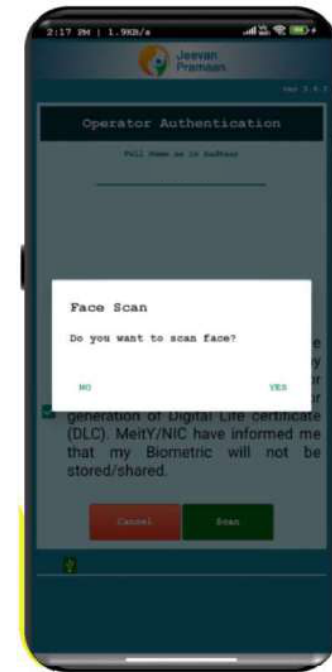 2:17 PM | 1.9KB/s
Jeevan
Pramaan
Operator Authentication
Full Name as in Aadhaar
Face Scan
Do you want to scan face?
NO
YES
generation of Digital Life certificate
(DLC). MeitY/NIC have informed me
that my Biometric will not be
stored/shared.
Cancel
Scan